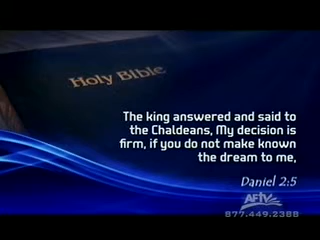 Holy Bible
The king answered and said to
the Chaldeans, My decision is
firm, if you do not make known
the dream to me,
Daniel 2:5
AFTV
877.449.2388